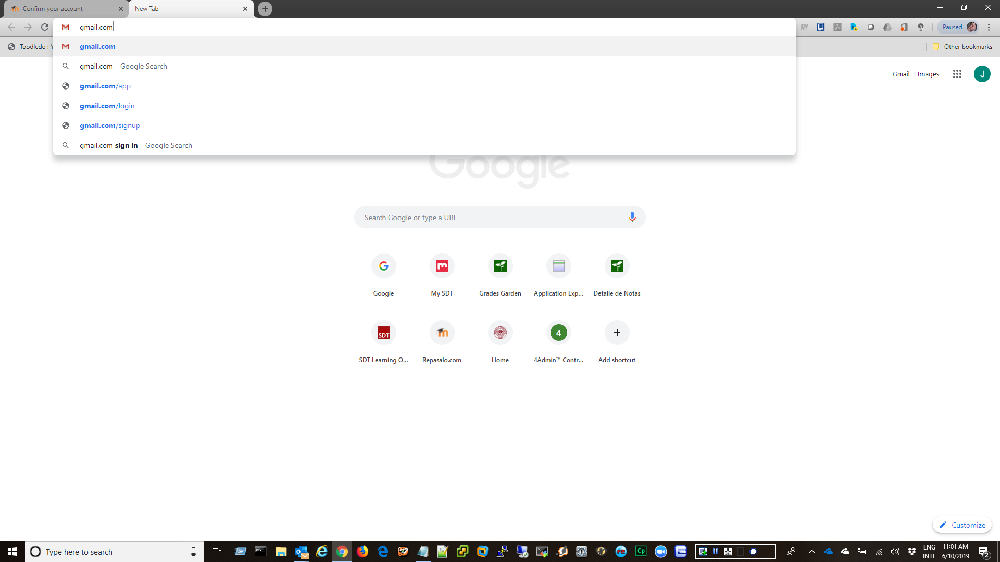 Confirm your account
New Tab
gmail.com
Paused
Toodledo : Y
Other bookmarks
gmail.com
gmail.com - Google Search
gmail.com/app
gmail.com/login
gmail.com/signup
gmail.com sign in - Google Search
Gmail Images
J
Google
Search Google or type a URL
Google
My SDT
Grades Garden
Application Exp...
Detalle de Notas
SDT
4
SDT Learning O...
Repasalo.com
Home
4Admin™ Contr...
Add shortcut
Customize
Type here to search
Cp
ENG
INTL
11:01 AM
6/10/2019
2